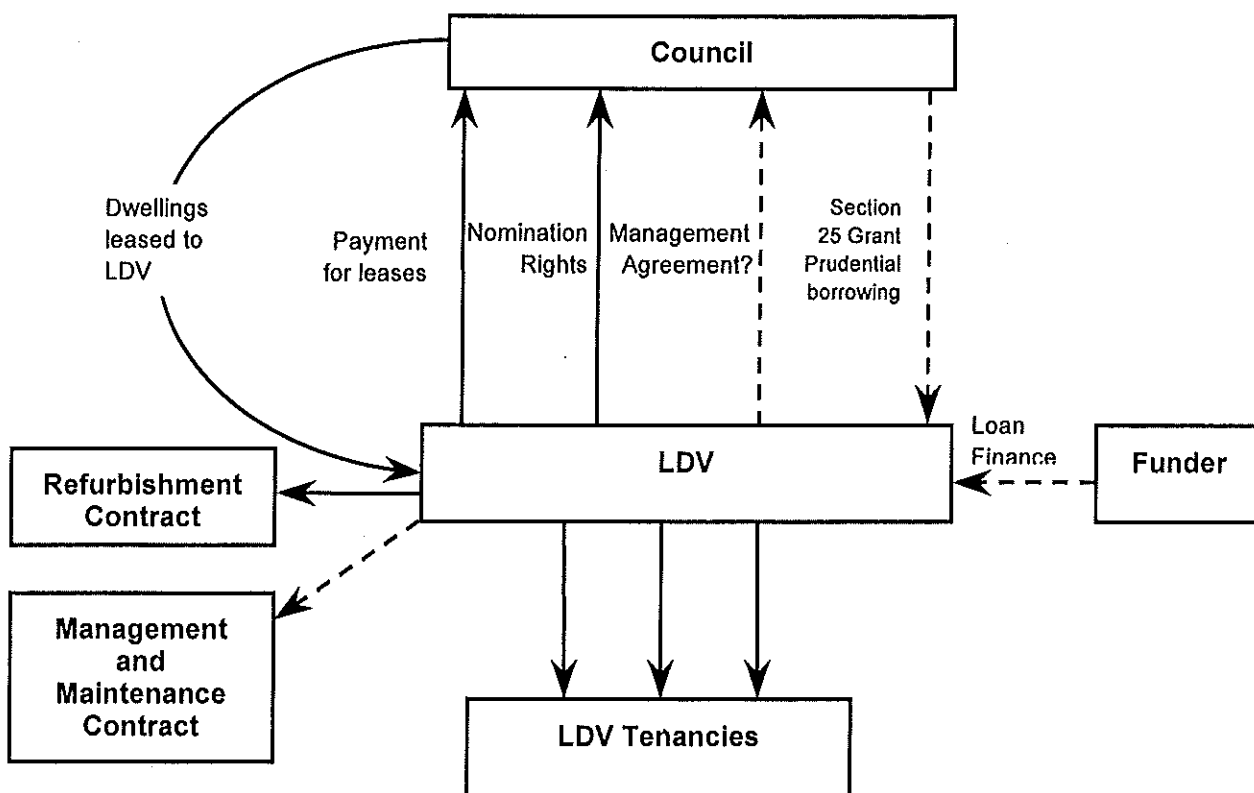 Council
Dwellings
leased to
LDV
Payment
for leases
Nomination
Rights
Management
Agreement?
Section
25 Grant
Prudential
borrowing
LDV
Loan
Finance
Funder
Refurbishment
Contract
Management
and
Maintenance
Contract
LDV Tenancies